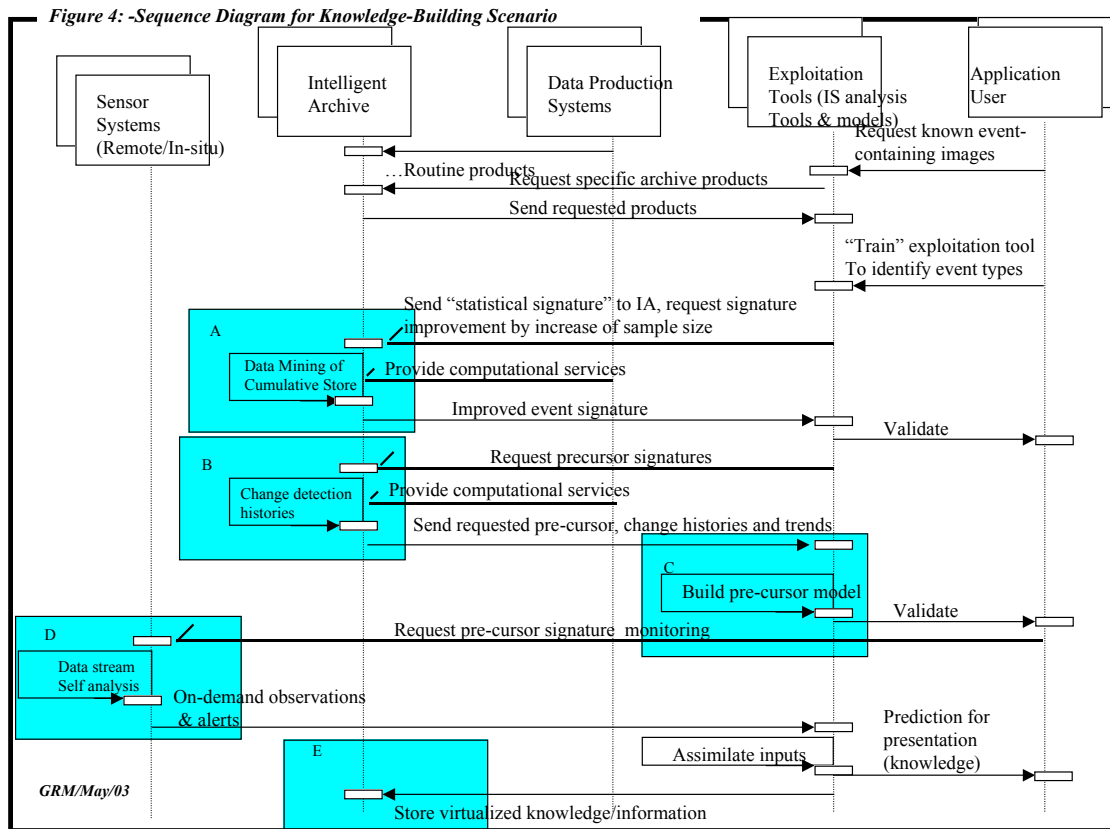 Figure 4: -Sequence Diagram for Knowledge-Building Scenario
Sensor
Systems
(Remote/In-situ)
Intelligent
Archive
Data Production
Systems
Exploitation
Tools (IS analysis
Tools & models)
Application
User
Request known event-
containing images
…Routine products
Request specific archive products
Send requested products
“Train” exploitation tool
To identify event types
Send “statistical signature” to IA, request signature
improvement by increase of sample size
A
Data Mining of
Cumulative Store
Provide computational services
Improved event signature
Validate
B
Request precursor signatures
Change detection
histories
Provide computational services
Send requested pre-cursor, change histories and trends
C
Build pre-cursor model
Validate
D
Request pre-cursor signature monitoring
Data stream
Self analysis
On-demand observations
& alerts
Prediction for
presentation
(knowledge)
E
Assimilate inputs
GRM/May/03
Store virtualized knowledge/information